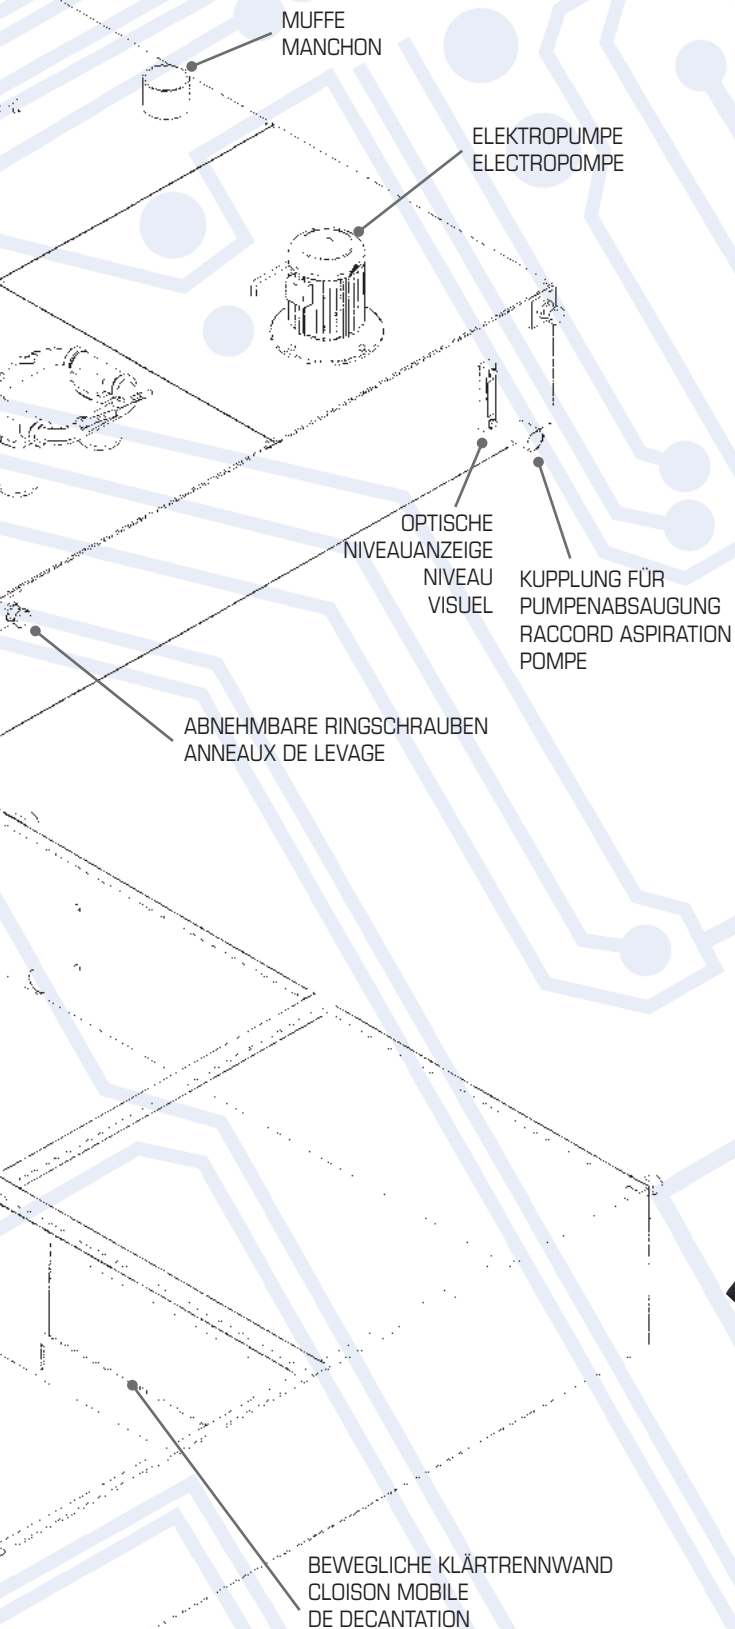 MUFFE
MANCHON
ELEKTROPUMPE
ELECTROPOMPE
OPTISCHE
NIVEAUANZEIGE
NIVEAU
VISUEL
KUPPLUNG FÜR
PUMPENABSAUGUNG
RACCORD ASPIRATION
POMPE
ABNEHMBARE RINGSCHRAUBEN
ANNEAUX DE LEVAGE
BEWEGLICHE KLÄRTRENNWAND
CLOISON MOBILE
DE DECANTATION